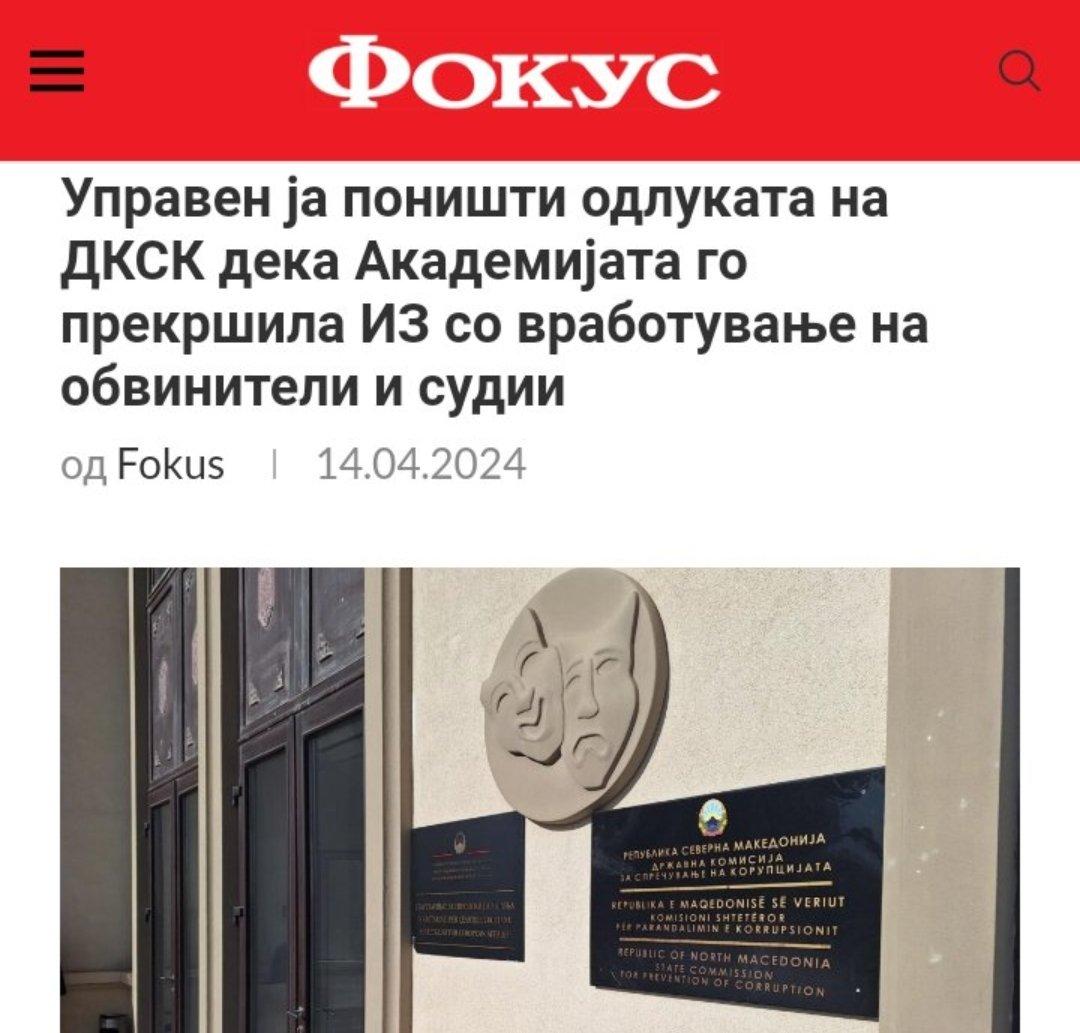 Фокус
Управен ја поништи одлуката на
ДКСК дека Академијата го
прекршила ИЗ со вработување на
обвинители и судии
од Fokus | 14.04.2024
РЕПУБЛИКА СЕВЕРНА МАКЕДОНИЈА
ДРЖАВНА КОМИСИЈА
ЗА СПРЕЧУВАЊЕ НА КОРУПЦИЈАТА
REPUBLIKA E MAQEDONISË SË VERIUT
KOMISIONI SHTETËROR
PËR PARANDALIMIN E KORRUPSIONIT
REPUBLIC OF NORTH MACEDONIA
STATE COMMISSION
FOR PREVENTION OF CORRUPTION